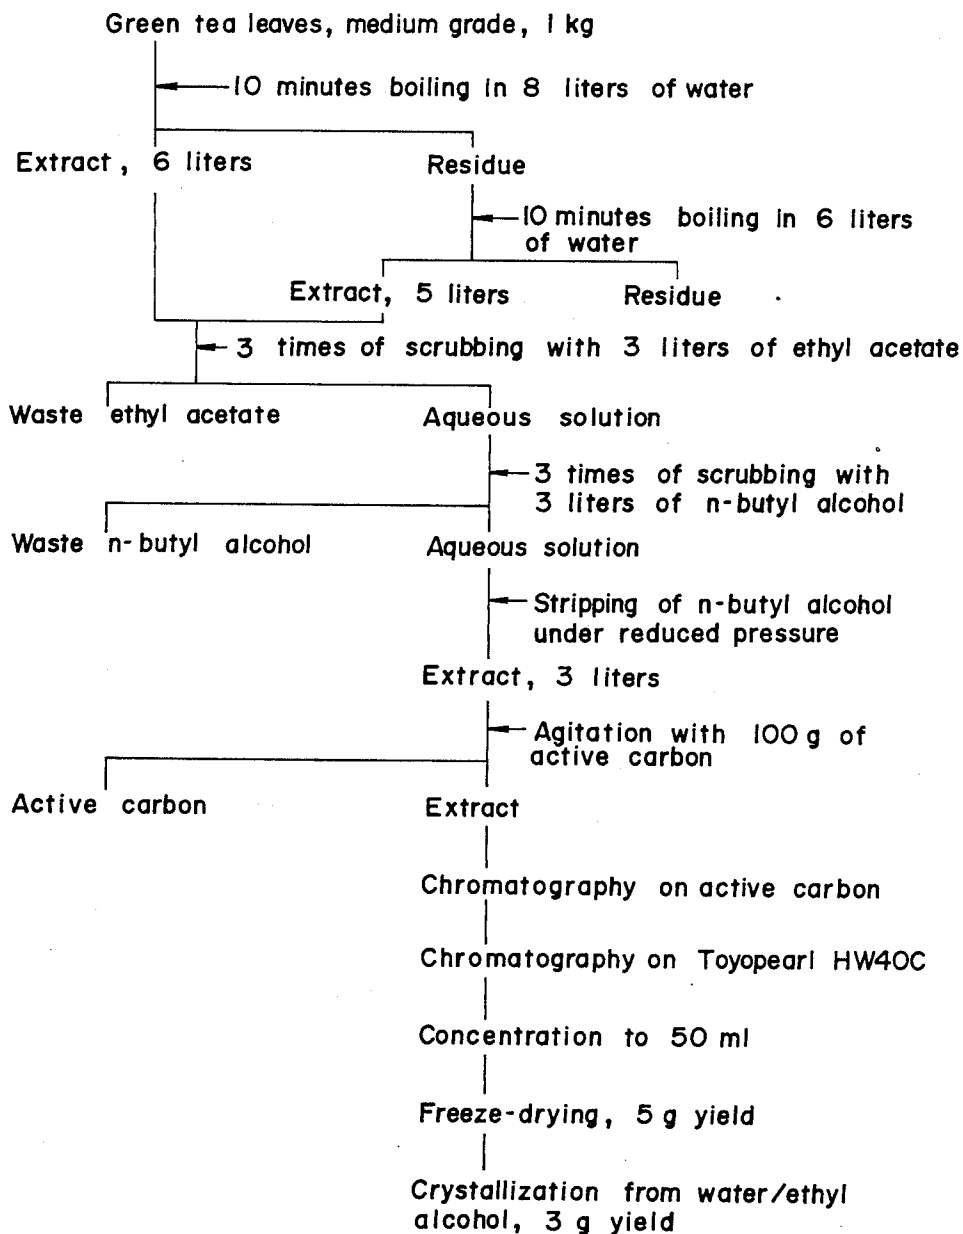 Green tea leaves, medium grade, 1 kg
10 minutes boiling in 8 liters of water
Extract, 6 liters
Residue
10 minutes boiling in 6 liters
of water
Extract, 5 liters
Residue
3 times of scrubbing with 3 liters of ethyl acetate
Waste ethyl acetate
Aqueous solution
3 times of scrubbing with
3 liters of n-butyl alcohol
Waste n-butyl alcohol
Aqueous solution
Stripping of n-butyl alcohol
under reduced pressure
Extract, 3 liters
Agitation with 100 g of
active carbon
Active carbon
Extract
Chromatography on active carbon
Chromatography on Toyopearl HW40C
Concentration to 50 ml
Freeze-drying, 5 g yield
Crystallization from water/ethyl
alcohol, 3 g yield